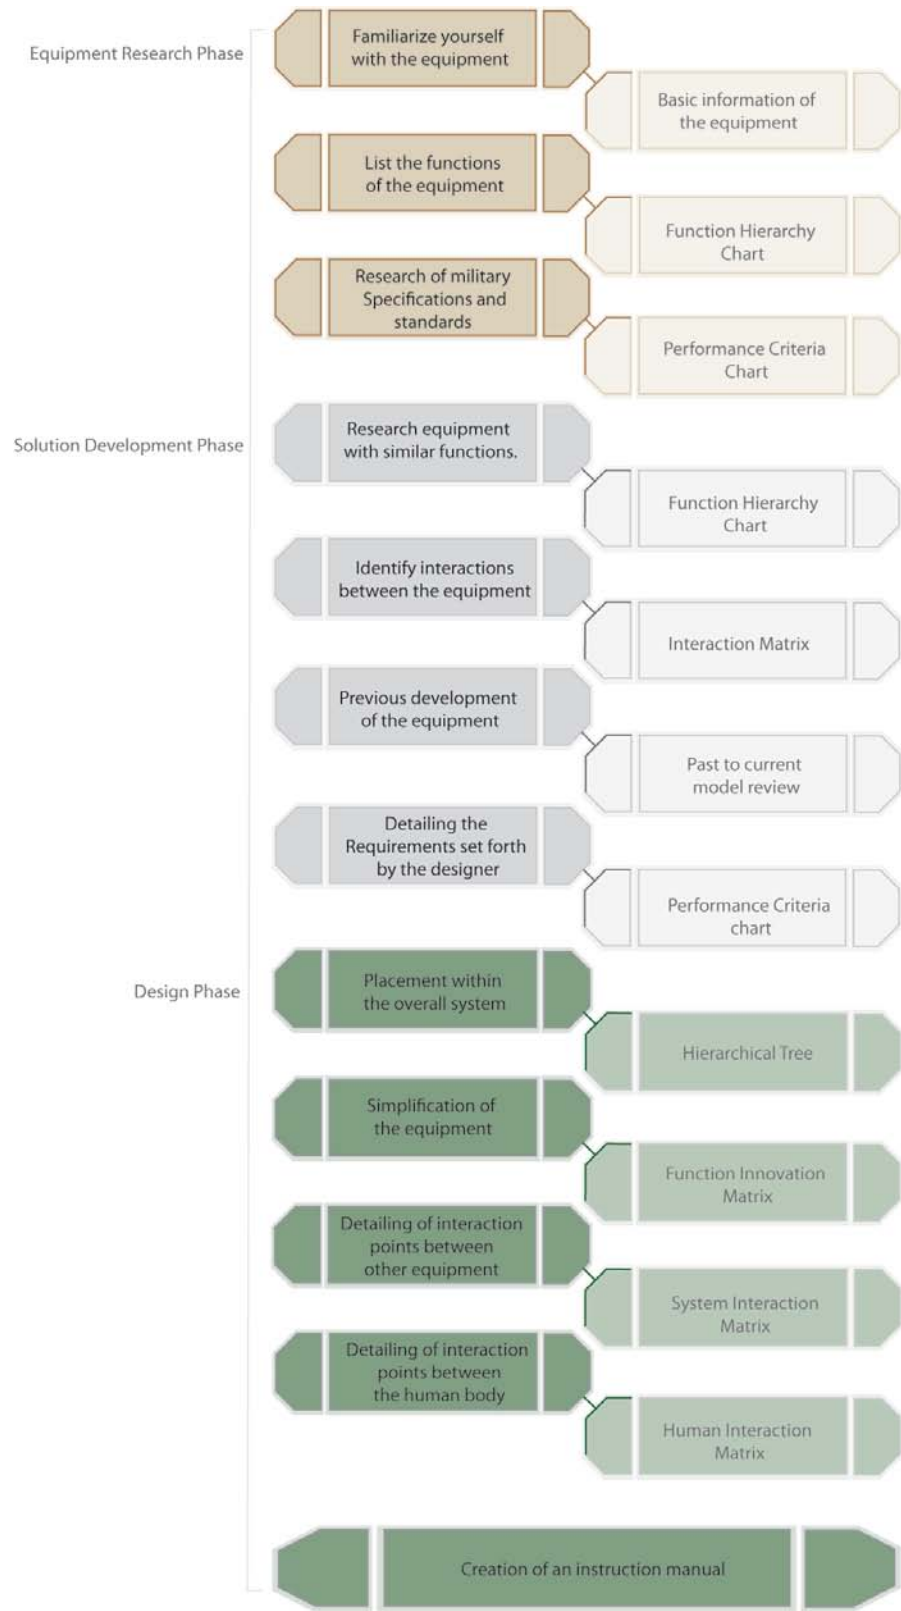 Equipment Research Phase
Familiarize yourself
with the equipment
Basic information of
the equipment
List the functions
of the equipment
Function Hierarchy
Chart
Research of military
Specifications and
standards
Performance Criteria
Chart
Solution Development Phase
Research equipment
with similar functions.
Function Hierarchy
Chart
Identify interactions
between the equipment
Interaction Matrix
Previous development
of the equipment
Past to current
model review
Detailing the
Requirements set forth
by the designer
Performance Criteria
chart
Design Phase
Placement within
the overall system
Hierarchical Tree
Simplification of
the equipment
Function Innovation
Matrix
Detailing of interaction
points between
other equipment
System Interaction
Matrix
Detailing of interaction
points between
the human body
Human Interaction
Matrix
Creation of an instruction manual